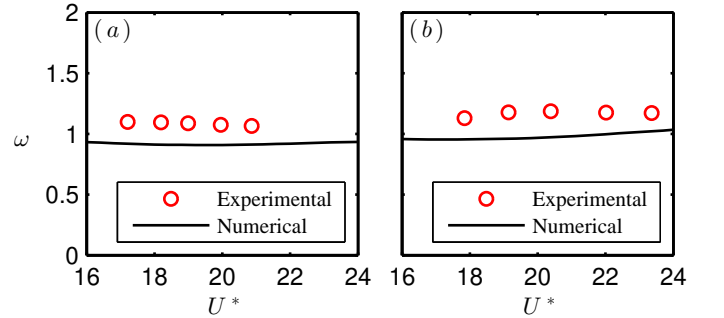 2
(a)
(b)
1.5
ω
1
0.5
Experimental
Numerical
Experimental
Numerical
0
16 18 20 22 24
16 18 20 22 24
U*
U*